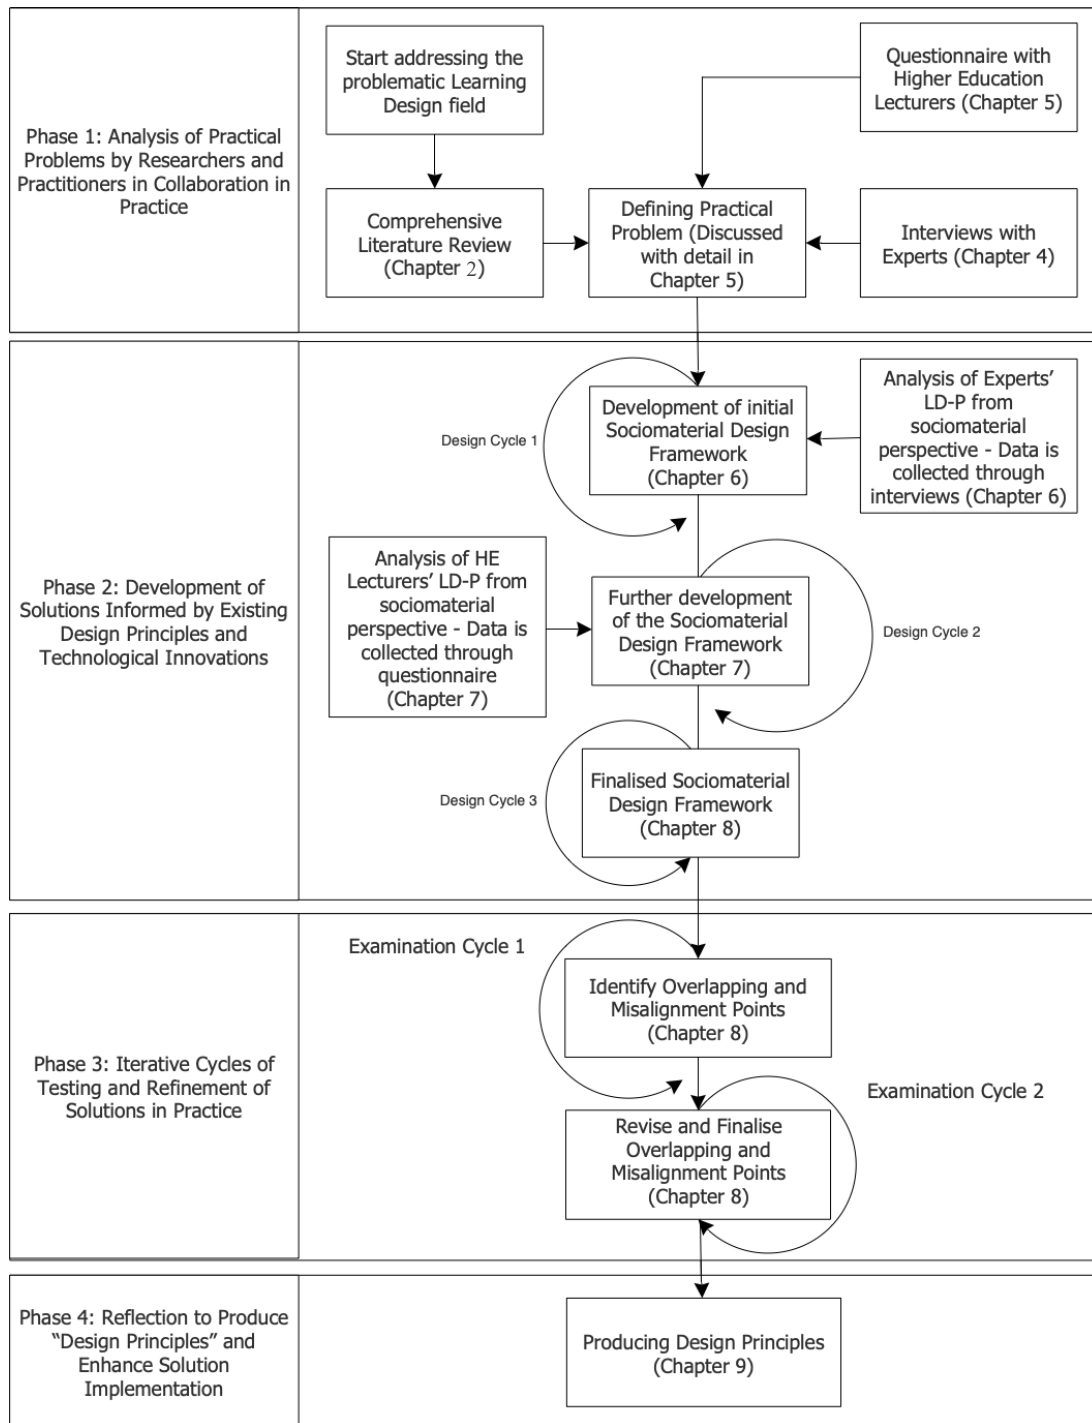 Phase 1: Analysis of Practical
Problems by Researchers and
Practitioners in Collaboration in
Practice
Start addressing the
problematic Learning
Design field
Questionnaire with
Higher Education
Lecturers (Chapter 5)
Comprehensive
Literature Review
(Chapter 2)
Defining Practical
Problem (Discussed
with detail in
Chapter 5)
Interviews with
Experts (Chapter 4)
Phase 2: Development of
Solutions Informed by Existing
Design Principles and
Technological Innovations
Design Cycle 1
Development of initial
Sociomaterial Design
Framework
(Chapter 6)
Analysis of Experts’
LD-P from
sociomaterial
perspective - Data is
collected through
interviews (Chapter 6)
Analysis of HE
Lecturers’ LD-P from
sociomaterial
perspective - Data is
collected through
questionnaire
(Chapter 7)
Further development
of the Sociomaterial
Design Framework
(Chapter 7)
Design Cycle 2
Design Cycle 3
Finalised Sociomaterial
Design Framework
(Chapter 8)
Phase 3: Iterative Cycles of
Testing and Refinement of
Solutions in Practice
Examination Cycle 1
Identify Overlapping and
Misalignment Points
(Chapter 8)
Examination Cycle 2
Revise and Finalise
Overlapping and
Misalignment Points
(Chapter 8)
Phase 4: Reflection to Produce
“Design Principles” and
Enhance Solution
Implementation
Producing Design Principles
(Chapter 9)